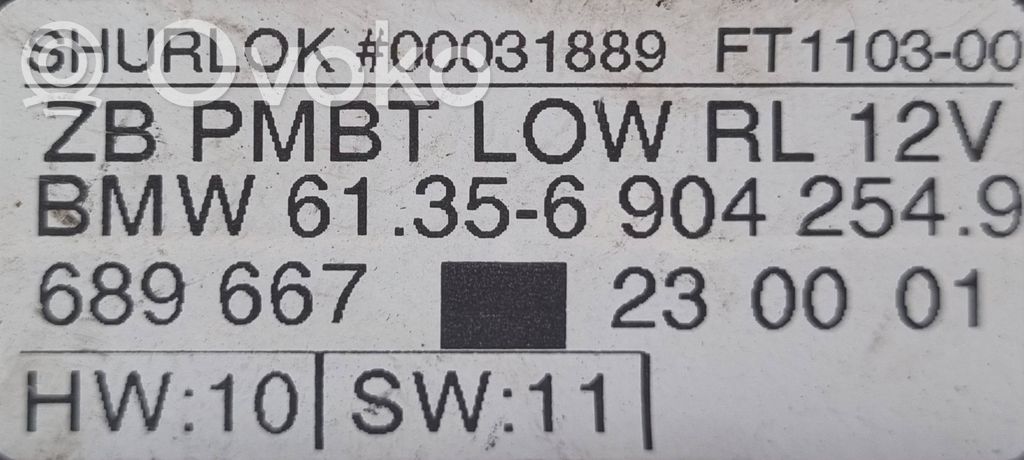 SHURLOK #00031889 FT1103-00
ZB PMBT LOW RL 12V
BMW 61.35-6 904 254.9
689 667 23 00 01
HW:10 SW:11
Ovoko